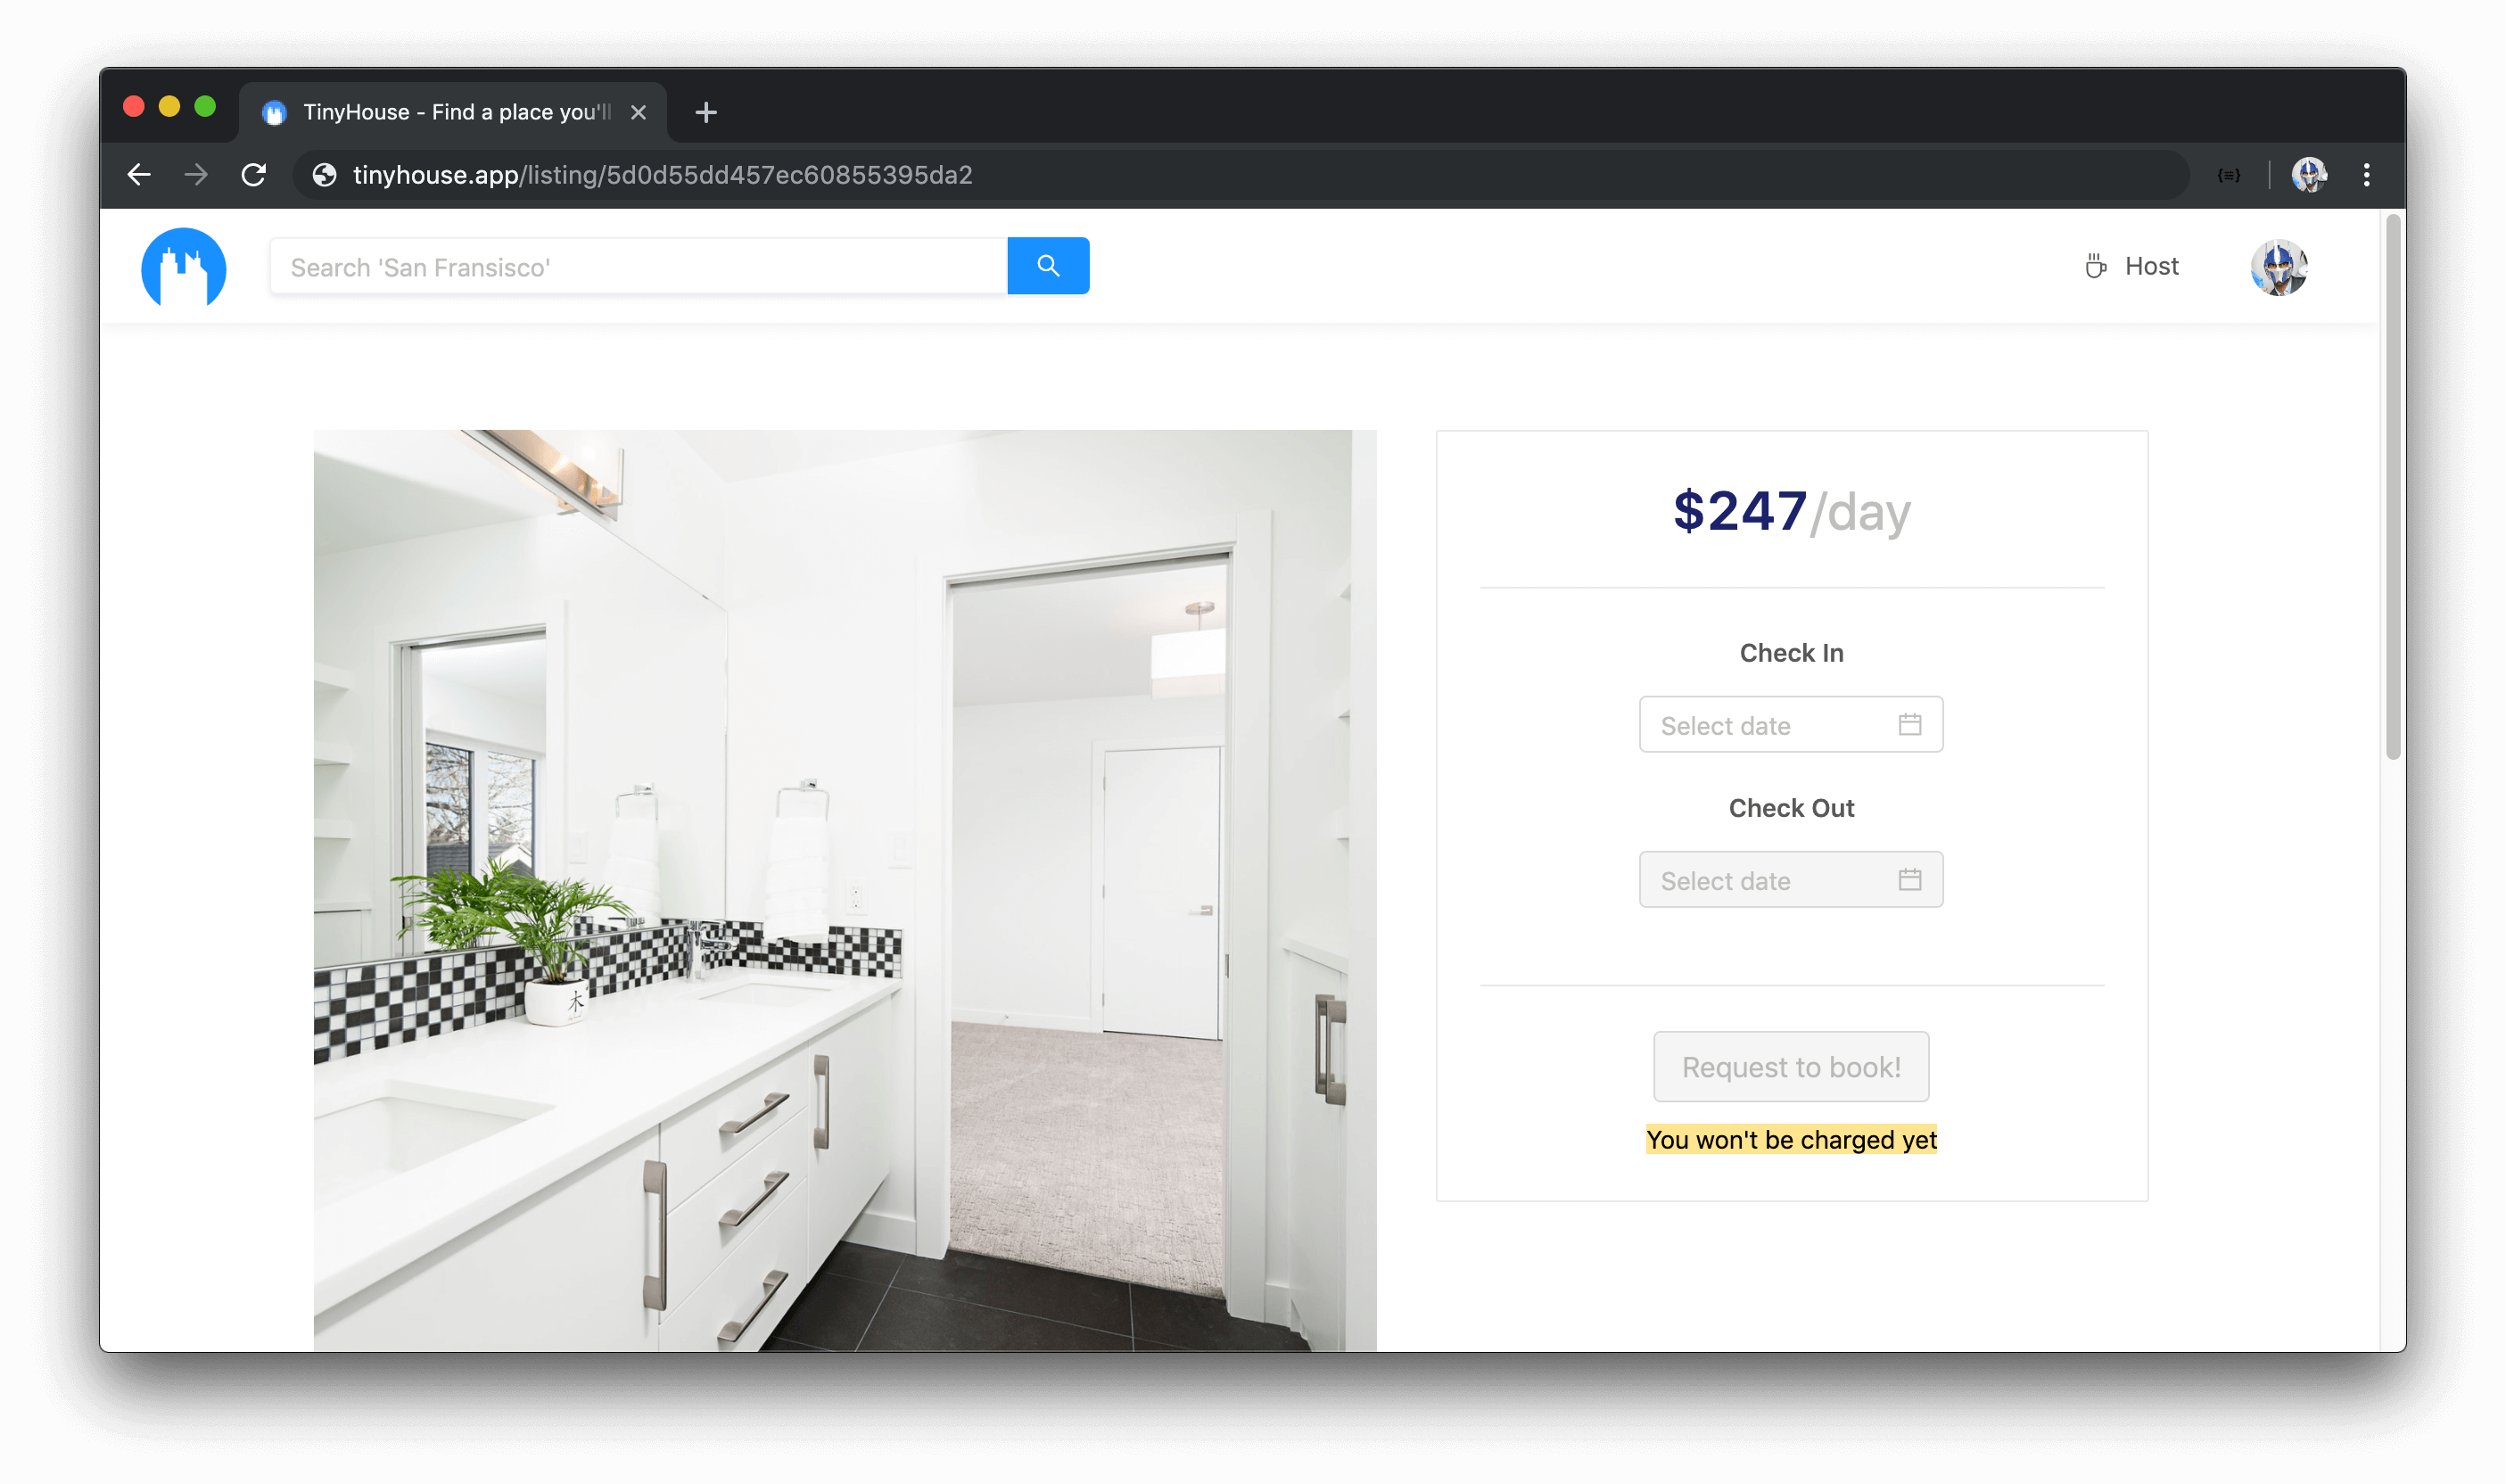 TinyHouse - Find a place you'll
tinyhouse.app/listing/5d0d55dd457ec60855395da2
Search 'San Fransisco'
Host
$247/day
Check In
Select date
Check Out
Select date
木
Request to book!
You won't be charged yet